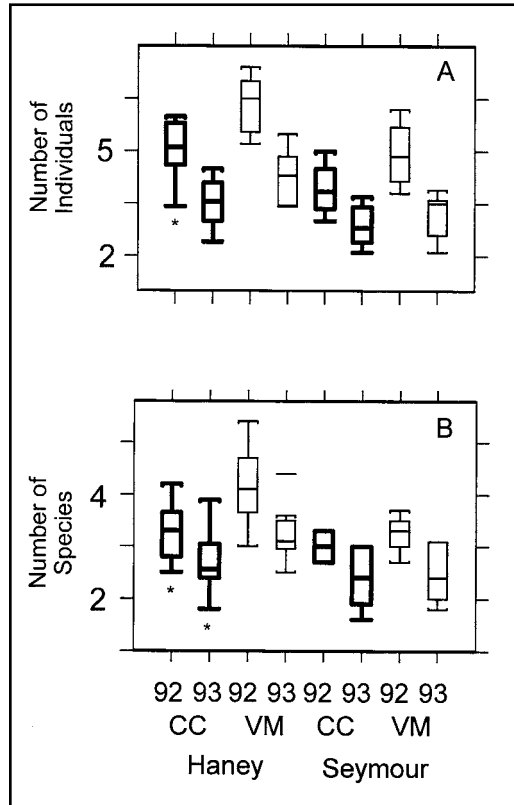 A
Number of
Individuals
5
2
*
B
Number of
Species
4
2
*
*
92 93 92 93 92 93 92 93
CC VM CC VM
Haney Seymour